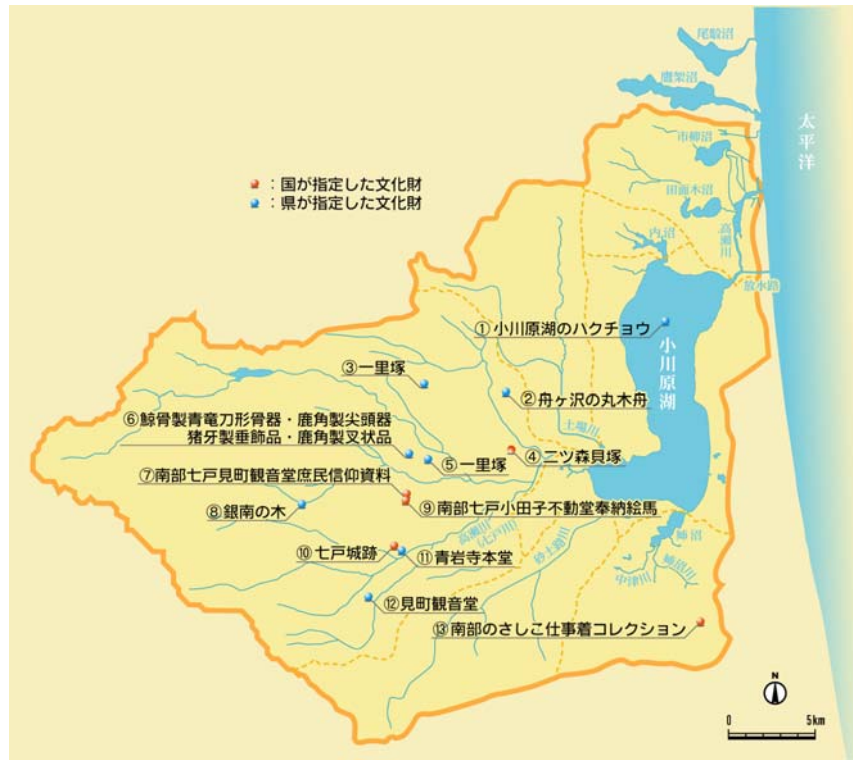 尾駮沼
鷹架沼
太平洋
市柳沼
田面木沼
高瀬川
内沼
放水路
：国が指定した文化財
：県が指定した文化財
①小川原湖のハクチョウ
小川原湖
③一里塚
②舟ヶ沢の丸木舟
⑥鯨骨製青竜刀形骨器・鹿角製尖頭器
猪牙製垂飾品・鹿角製叉状品
土場川
④二ツ森貝塚
⑤一里塚
⑦南部七戸見町観音堂庶民信仰資料
⑧銀南の木
⑨南部七戸小田子不動堂奉納絵馬
高瀬川
(七戸川)
砂土路川
姉沼
姉沼川
中津川
⑩七戸城跡
⑪青岩寺本堂
⑫見町観音堂
⑬南部のさしこ仕事着コレクション
N
0 5km